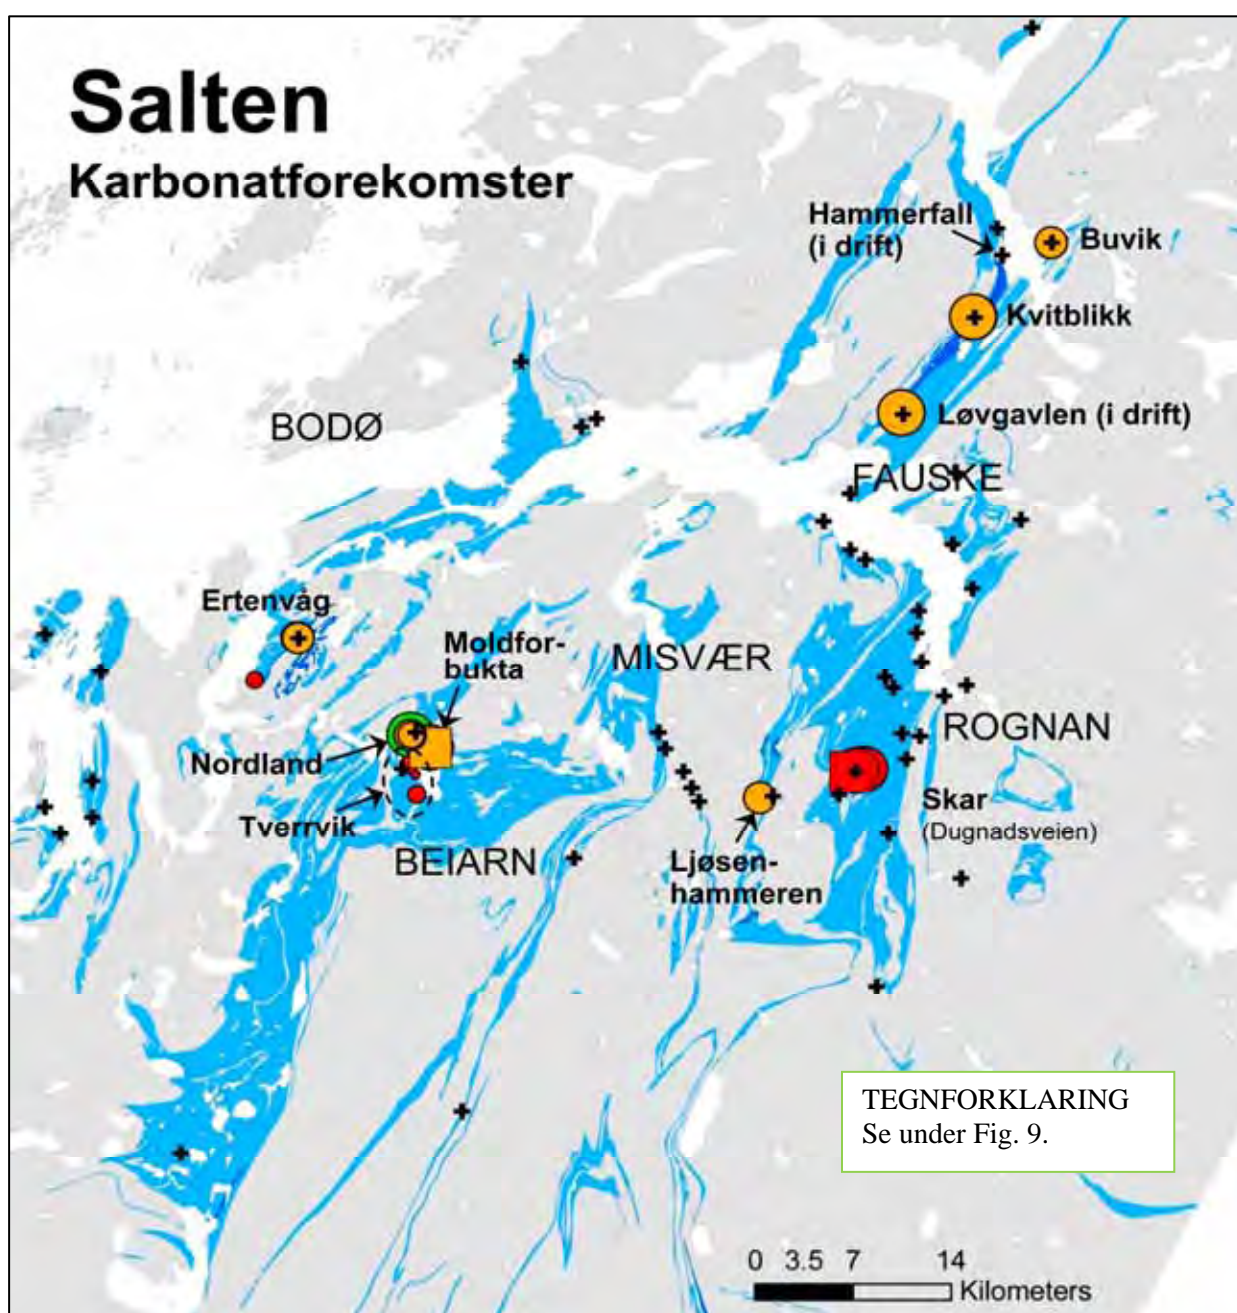 Salten
Karbonatforekomster
Hammerfall
(i drift)
Buvik
Kvitblikk
BODØ
Løvgavlen (i drift)
FAUSKE
Ertenvåg
Moldfor-
bukta
MISVÆR
ROGNAN
Nordland
Skar
(Dugnadsveien)
Tverrvik
BEIARN
Ljøsen-
hammeren
TEGNFORKLARING
Se under Fig. 9.
0 3.5 7 14
Kilometers